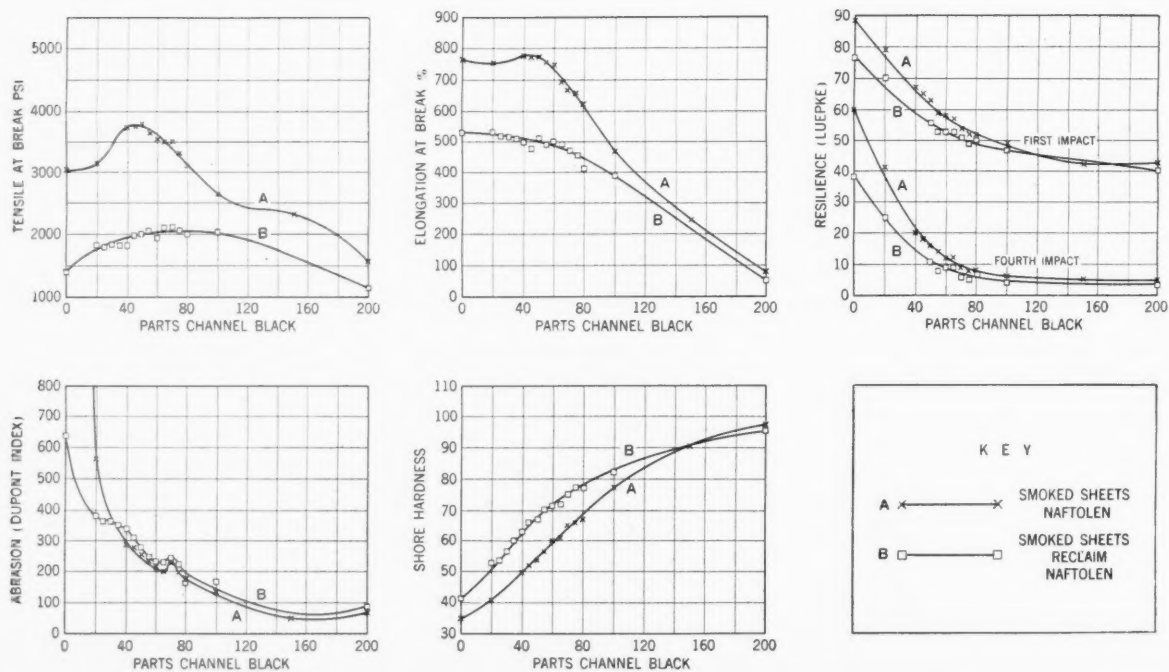 TENSILE AT BREAK PSI
5000
4000
3000
2000
1000
A
B
0 40 80 120 160 200
PARTS CHANNEL BLACK
ELONGATION AT BREAK %
900
800
700
600
500
400
300
200
100
0
A
B
0 40 80 120 160 200
PARTS CHANNEL BLACK
RESILIENCE (LUEPKE)
90
80
70
60
50
40
30
20
10
0
A
B
FIRST IMPACT
A
B
FOURTH IMPACT
0 40 80 120 160 200
PARTS CHANNEL BLACK
ABRASION (DUPONT INDEX)
800
700
600
500
400
300
200
100
0
B
A
0 40 80 120 160 200
PARTS CHANNEL BLACK
SHORE HARDNESS
110
100
90
80
70
60
50
40
30
B
A
0 40 80 120 160 200
PARTS CHANNEL BLACK
KEY
A SMOKED SHEETS
NAFTOLEN
B SMOKED SHEETS
RECLAIM
NAFTOLEN